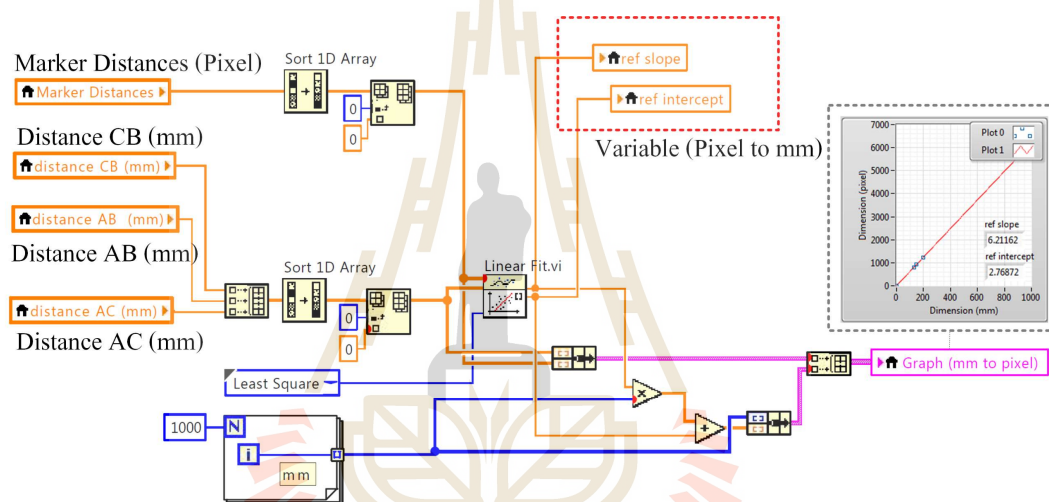 Marker Distances (Pixel)
Marker Distances
Sort 1D Array
0
0
ref slope
ref intercept
Variable (Pixel to mm)
Distance CB (mm)
distance CB (mm)
distance AB (mm)
Distance AB (mm)
distance AC (mm)
Distance AC (mm)
Sort 1D Array
0
0
Linear Fit.vi
Least Square
1000
N
i
mm
x
+
Plot 0
Plot 1
7000
6000
5000
4000
3000
2000
1000
0
Dimension (pixel)
ref slope
6.21162
ref intercept
2.76872
0 200 400 600 800 1000
Dimension (mm)
Graph (mm to pixel)